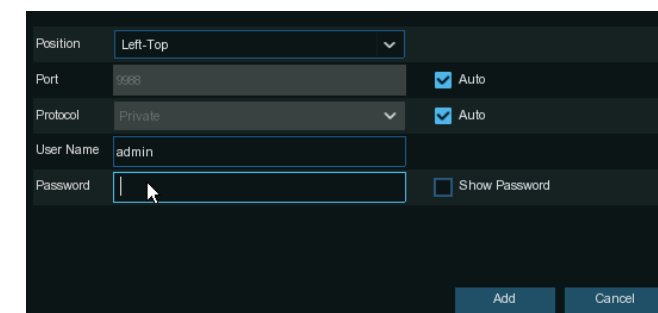 Position Left-Top
Port 9988 Auto
Protocol Private Auto
User Name admin
Password Show Password
Add Cancel